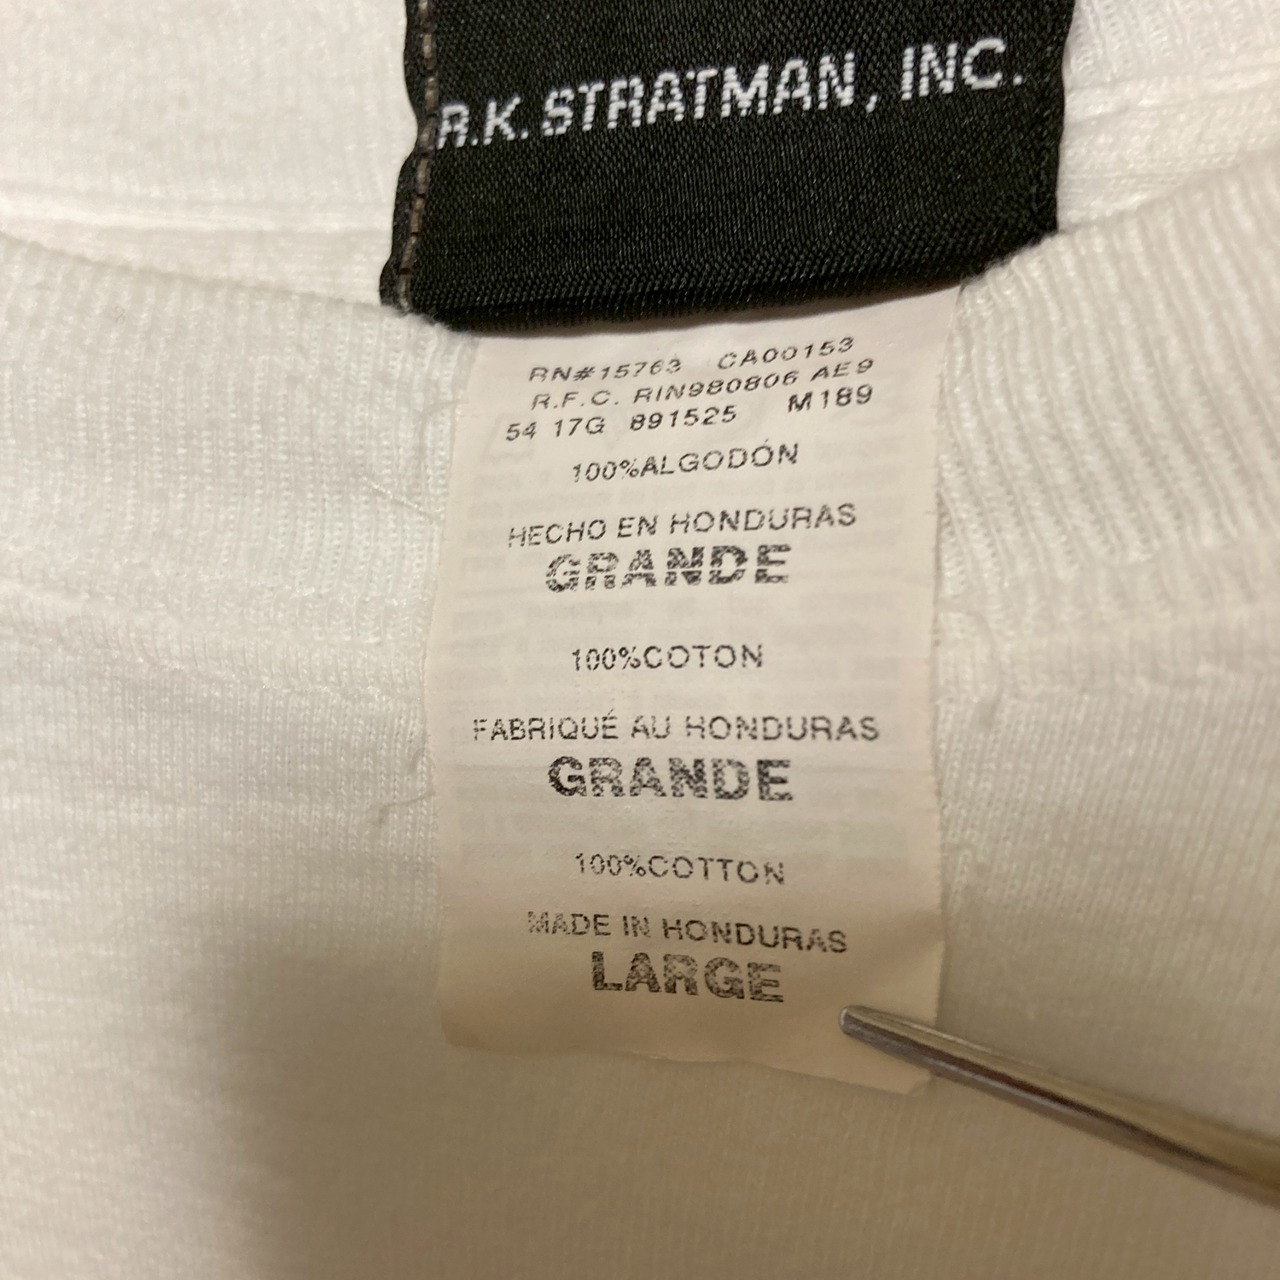 R.K. STRATMAN, INC.
RN#15763 CA00153
R.F.C. RIN980806 AE9
54 17G 891525 M189
100%ALGODÓN
HECHO EN HONDURAS
GRANDE
100%COTON
FABRIQUÉ AU HONDURAS
GRANDE
100%COTTON
MADE IN HONDURAS
LARGE